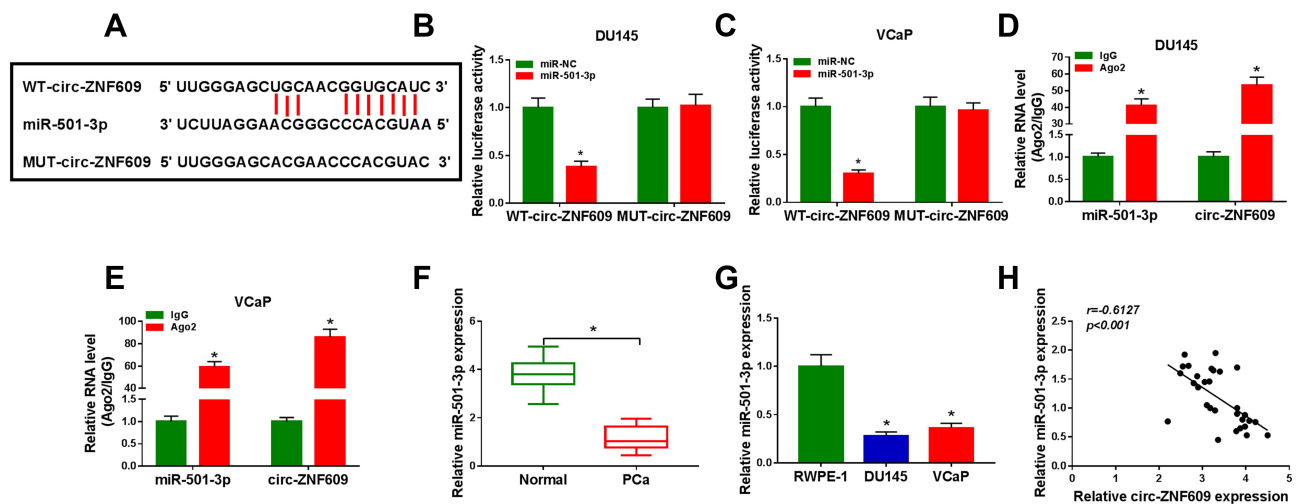 A
WT-circ-ZNF609 5' UUGGGAGCUGCAACGGUGCAUC 3'
miR-501-3p 3' UCUUAGGAACGGGCCCACGUAA 5'
MUT-circ-ZNF609 5' UUGGGAGCACGAACCCACGUAC 3'
B
DU145
miR-NC
miR-501-3p
Relative luciferase activity
1.5
1.0
0.5
0.0
*
WT-circ-ZNF609 MUT-circ-ZNF609
C
VCaP
miR-NC
miR-501-3p
Relative luciferase activity
1.5
1.0
0.5
0.0
*
WT-circ-ZNF609 MUT-circ-ZNF609
D
DU145
IgG
Ago2
Relative RNA level
(Ago2/IgG)
80
70
60
50
40
30
1.5
1.0
0.5
0.0
*
*
miR-501-3p circ-ZNF609
E
VCaP
IgG
Ago2
Relative RNA level
(Ago2/IgG)
100
80
60
40
1.5
1.0
0.5
0.0
*
*
miR-501-3p circ-ZNF609
F
Relative miR-501-3p expression
6
4
2
0
*
Normal PCa
G
Relative miR-501-3p expression
1.5
1.0
0.5
0.0
*
*
RWPE-1 DU145 VCaP
H
r=-0.6127
p<0.001
Relative miR-501-3p expression
2.5
2.0
1.5
1.0
0.5
0.0
0 1 2 3 4 5
Relative circ-ZNF609 expression